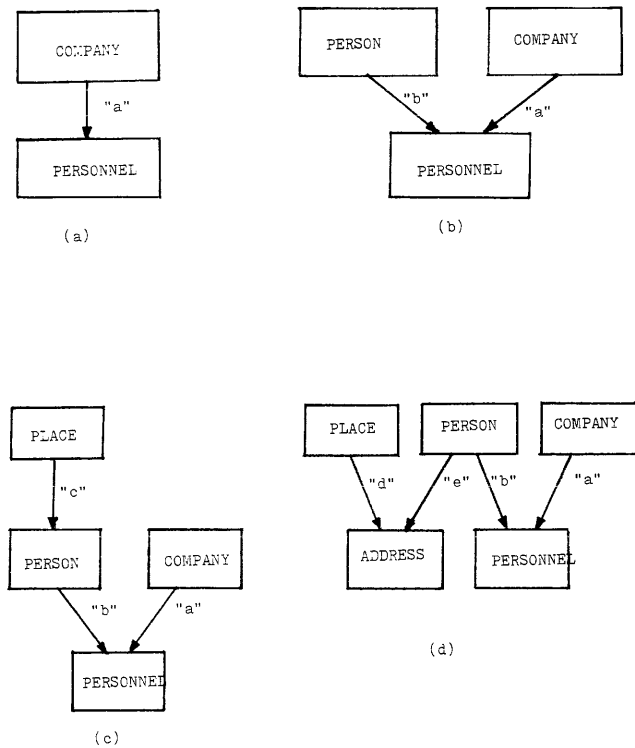 COMPANY
"a"
PERSONNEL
(a)
PERSON COMPANY
"b" "a"
PERSONNEL
(b)
PLACE
"c"
PERSON COMPANY
"b" "a"
PERSONNEL
(c)
PLACE PERSON COMPANY
"d" "e" "b" "a"
ADDRESS PERSONNEL
(d)